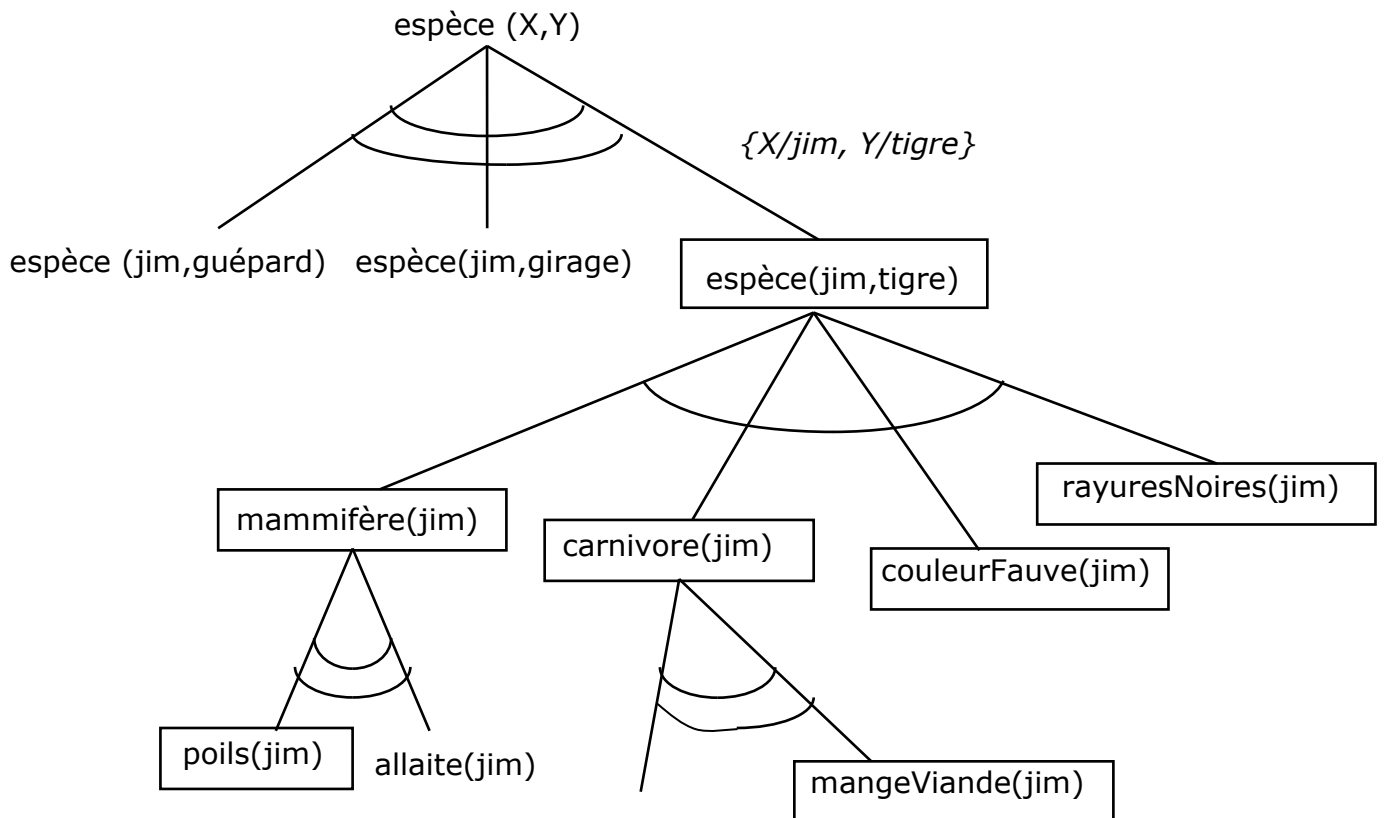 espèce (X,Y)
{X/jim, Y/tigre}
espèce (jim,guépard)
espèce(jim,girage)
espèce(jim,tigre)
mammifère(jim)
carnivore(jim)
couleurFauve(jim)
rayuresNoires(jim)
poils(jim)
allaite(jim)
mangeViande(jim)